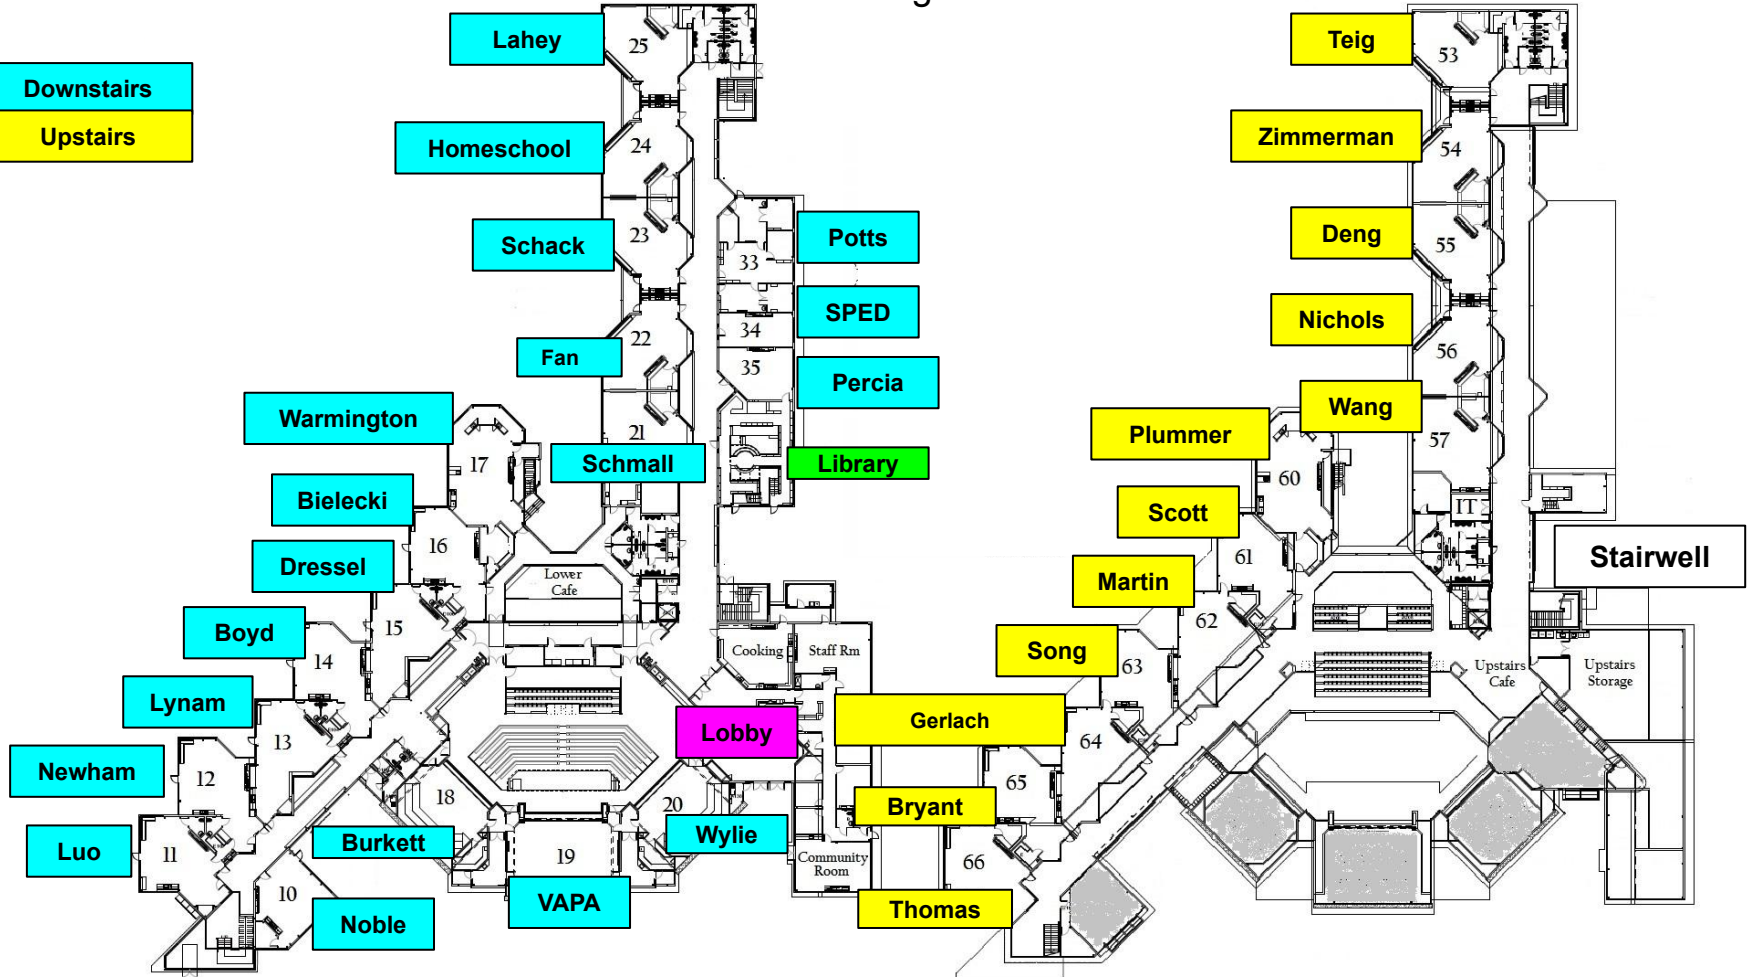 g
Lahey
25
Teig
53
Downstairs
Upstairs
Homeschool
24
Zimmerman
54
Schack
23
Potts
33
Deng
55
SPED
34
Nichols
56
Fan
22
35
Percia
Warmington
21
Wang
57
Plummer
17
Schmall
Library
60
Bielecki
16
Scott
61
IT
Stairwell
Dressel
15
Lower
Cafe
Martin
62
Boyd
14
Cooking
Staff Rm
Song
63
Upstairs
Cafe
Upstairs
Storage
Lynam
13
Lobby
Gerlach
64
Newham
12
18
20
65
Bryant
Luo
11
Burkett
19
Wylie
Community
Room
66
10
Noble
VAPA
Thomas